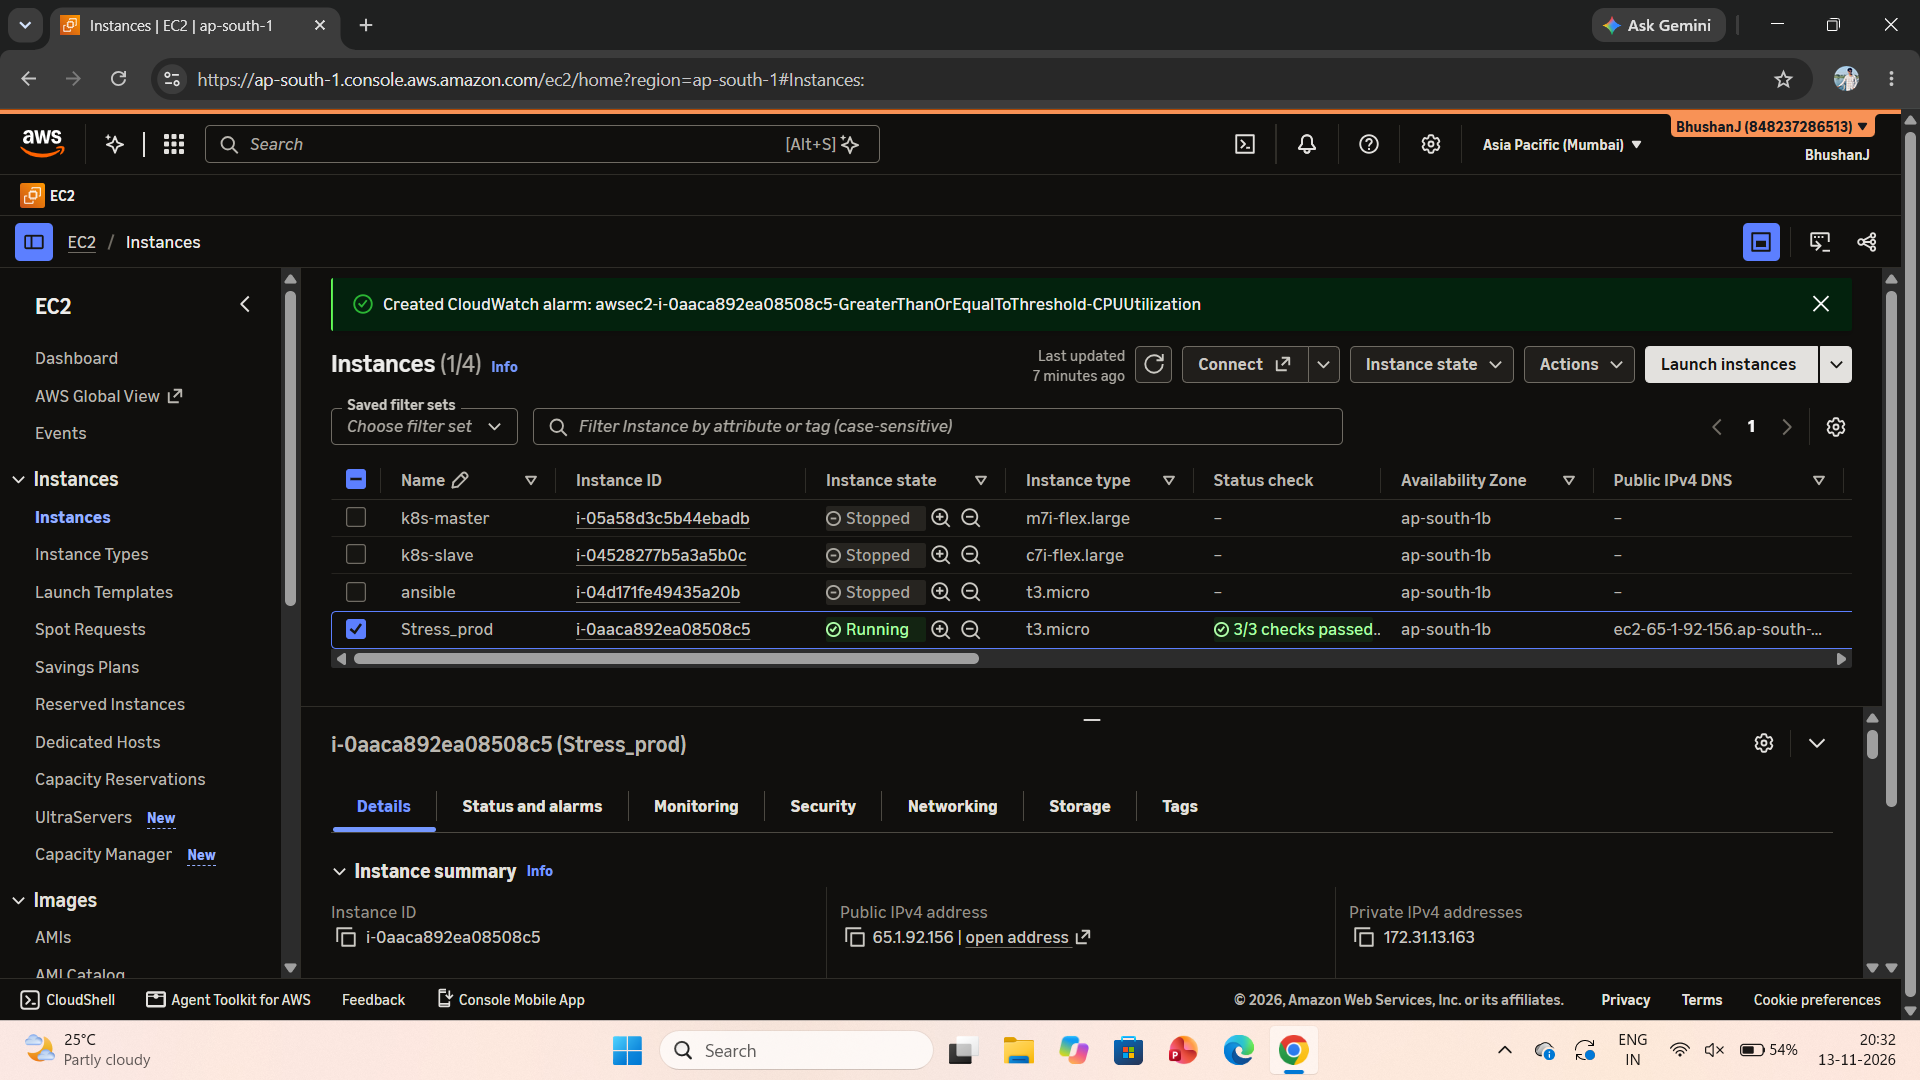 Instances | EC2 | ap-south-1
Ask Gemini
https://ap-south-1.console.aws.amazon.com/ec2/home?region=ap-south-1#Instances:
aws
Search [Alt+S]
Asia Pacific (Mumbai)
BhushanJ (848237286513)
BhushanJ
EC2
EC2 / Instances
EC2
Dashboard
AWS Global View
Events
Instances
Instances
Instance Types
Launch Templates
Spot Requests
Savings Plans
Reserved Instances
Dedicated Hosts
Capacity Reservations
UltraServers New
Capacity Manager New
Images
AMIs
AMI Catalog
Created CloudWatch alarm: awsec2-i-0aaca892ea08508c5-GreaterThanOrEqualToThreshold-CPUUtilization
Instances (1/4) Info
Last updated
7 minutes ago
Connect
Instance state
Actions
Launch instances
Saved filter sets
Choose filter set
Filter Instance by attribute or tag (case-sensitive)
1
Name Instance ID Instance state Instance type Status check Availability Zone Public IPv4 DNS
k8s-master i-05a58d3c5b44ebadb Stopped m7i-flex.large – ap-south-1b –
k8s-slave i-04528277b5a3a5b0c Stopped c7i-flex.large – ap-south-1b –
ansible i-04d171fe49435a20b Stopped t3.micro – ap-south-1b –
Stress_prod i-0aaca892ea08508c5 Running t3.micro 3/3 checks passed.. ap-south-1b ec2-65-1-92-156.ap-south-...
i-0aaca892ea08508c5 (Stress_prod)
Details Status and alarms Monitoring Security Networking Storage Tags
Instance summary Info
Instance ID
i-0aaca892ea08508c5
Public IPv4 address
65.1.92.156 | open address
Private IPv4 addresses
172.31.13.163
CloudShell Agent Toolkit for AWS Feedback Console Mobile App
© 2026, Amazon Web Services, Inc. or its affiliates. Privacy Terms Cookie preferences
25°C
Partly cloudy
Search
ENG
IN
54%
20:32
13-11-2026